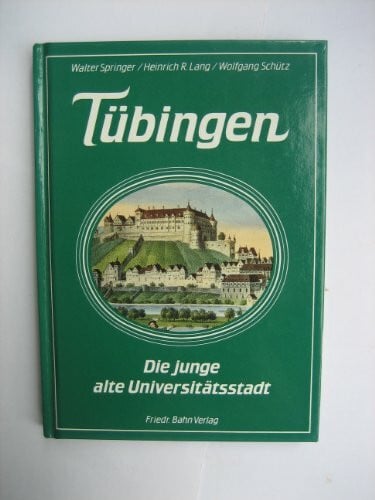 Walter Springer/Heinrich R. Lang/Wolfgang Schütz
Tübingen
Die junge
alte Universitätsstadt
Friedr. Bahn Verlag